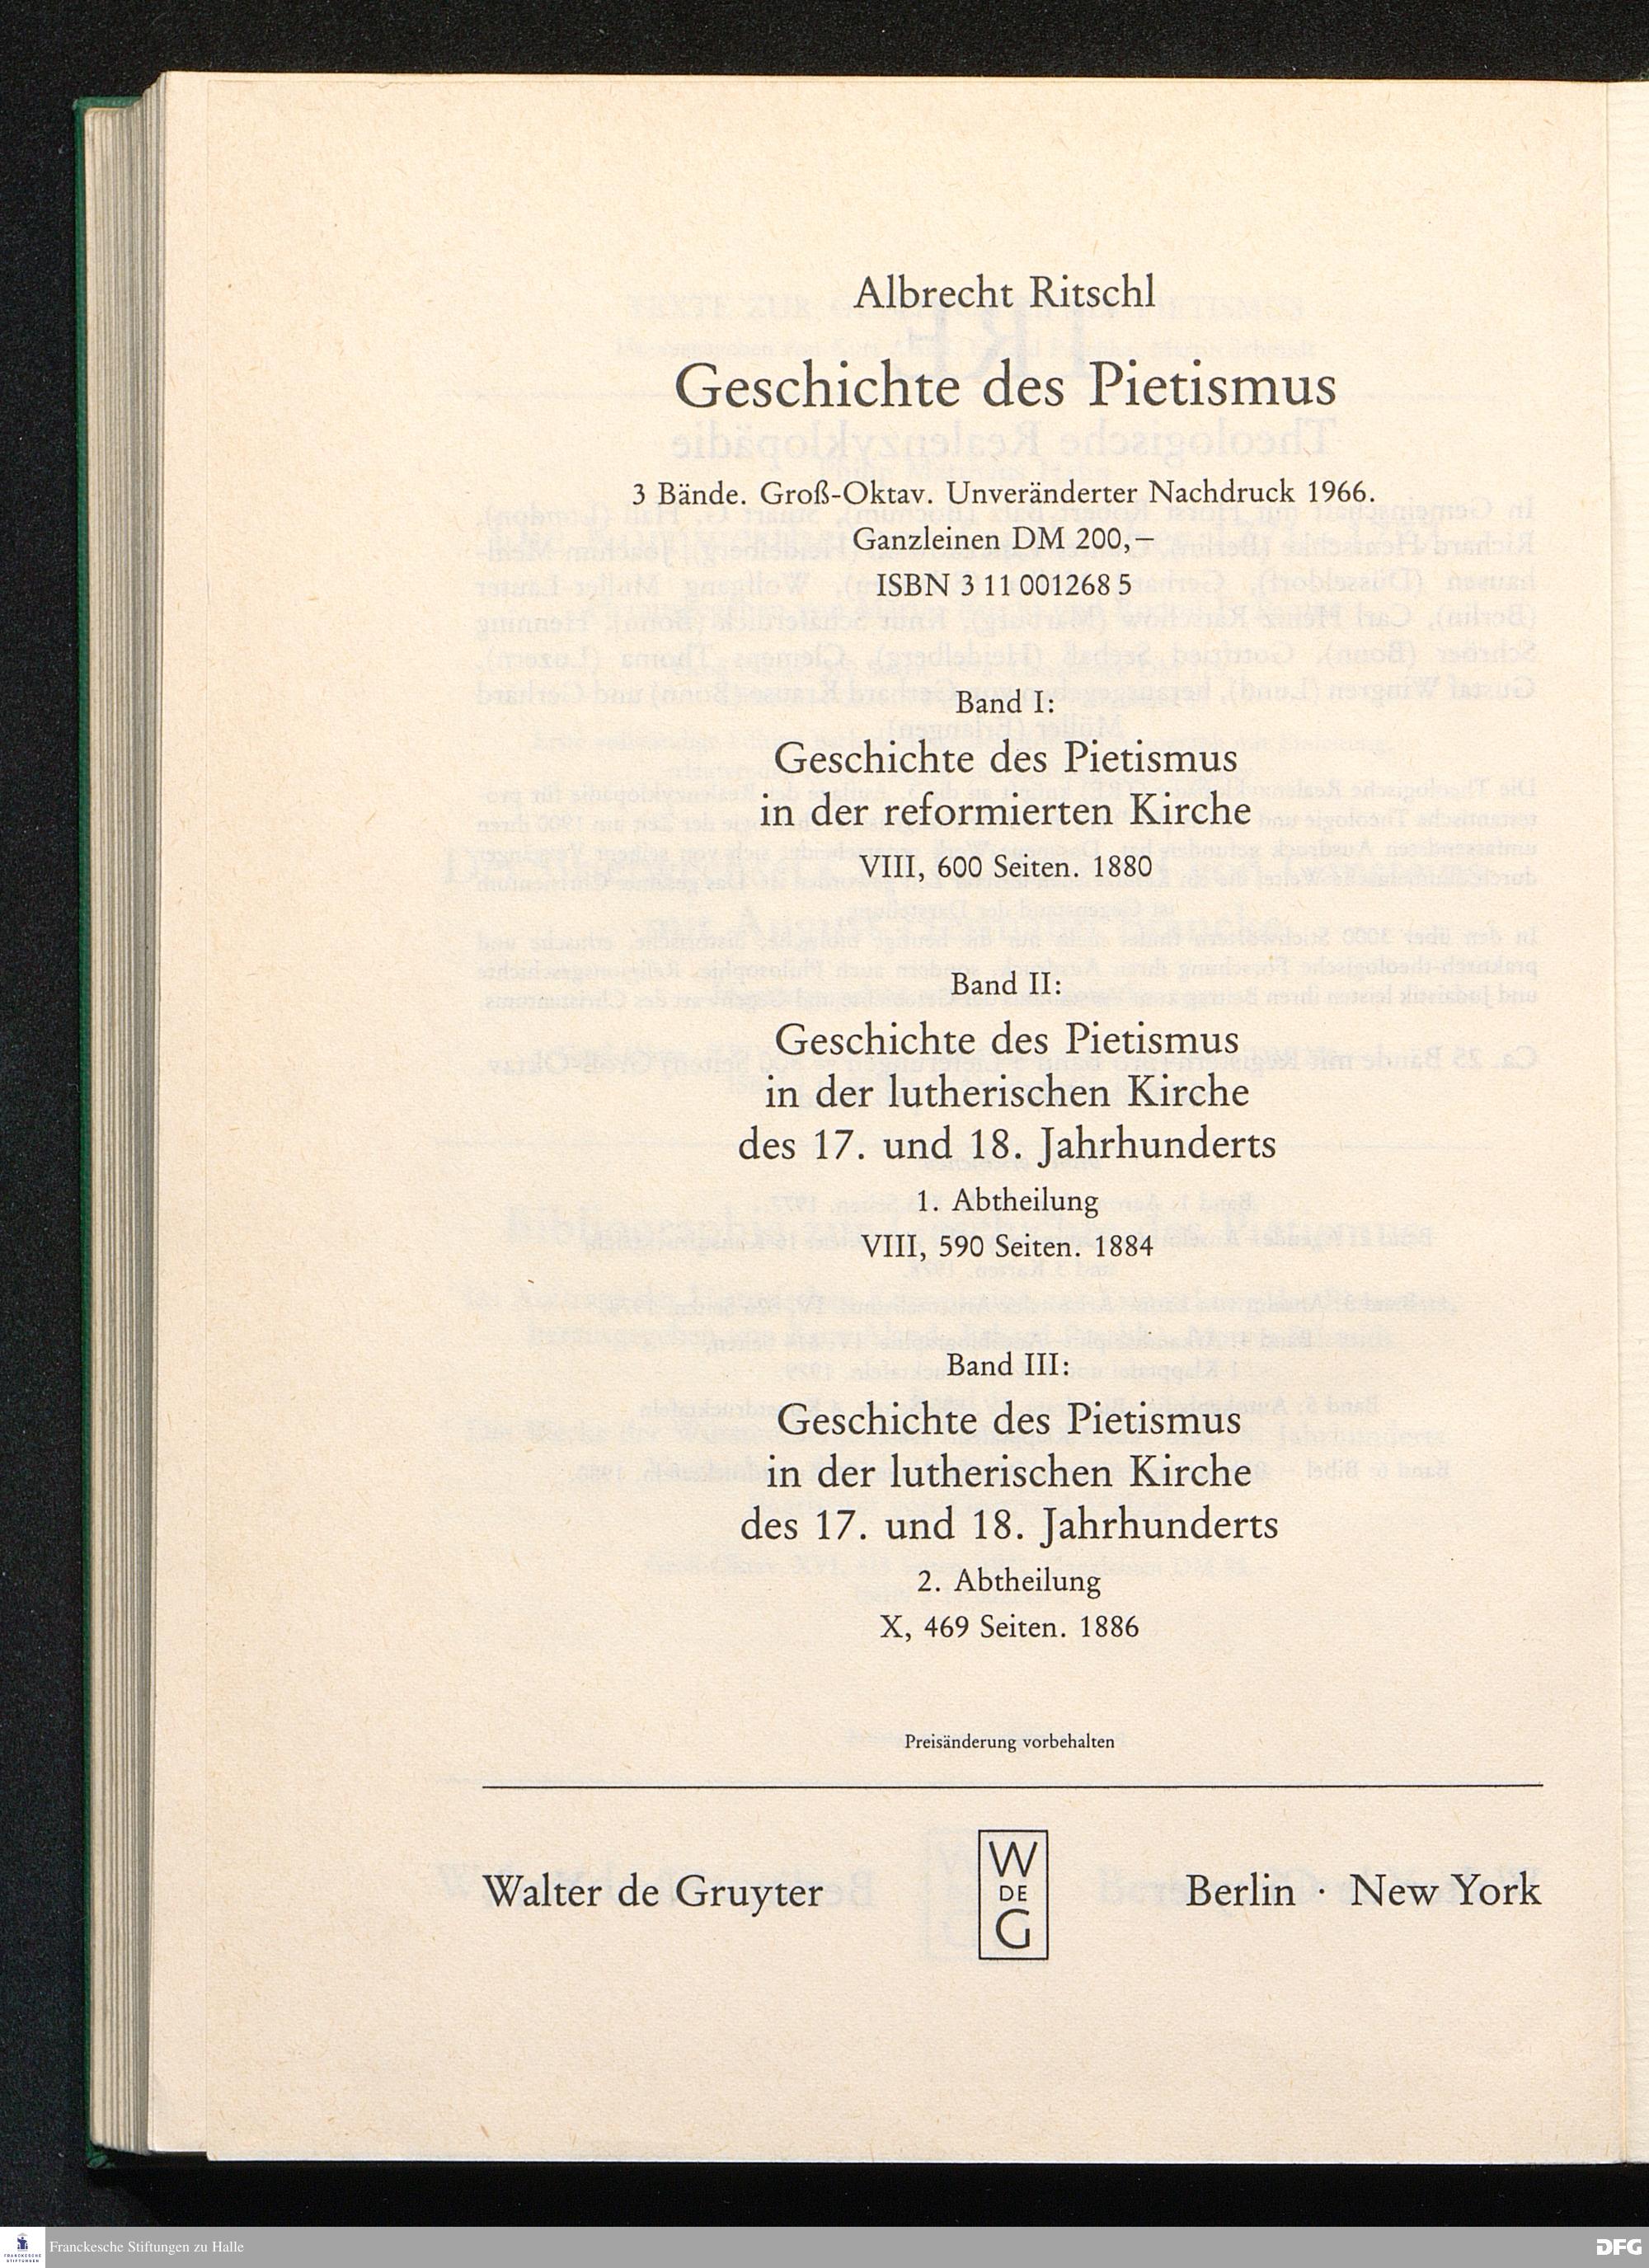 Albrecht Ritschl
Geschichte des Pietismus
3 Bände. Groß-Oktav. Unveränderter Nachdruck 1966.
Ganzleinen DM 200,–
ISBN 3 11 001268 5
Band I:
Geschichte des Pietismus
in der reformierten Kirche
VIII, 600 Seiten. 1880
Band II:
Geschichte des Pietismus
in der lutherischen Kirche
des 17. und 18. Jahrhunderts
1. Abtheilung
VIII, 590 Seiten. 1884
Band III:
Geschichte des Pietismus
in der lutherischen Kirche
des 17. und 18. Jahrhunderts
2. Abtheilung
X, 469 Seiten. 1886
Preisänderung vorbehalten
Walter de Gruyter
W
DE
G
Berlin · New York
FRANCKESCHE
STIFTUNGEN
Franckesche Stiftungen zu Halle
DFG